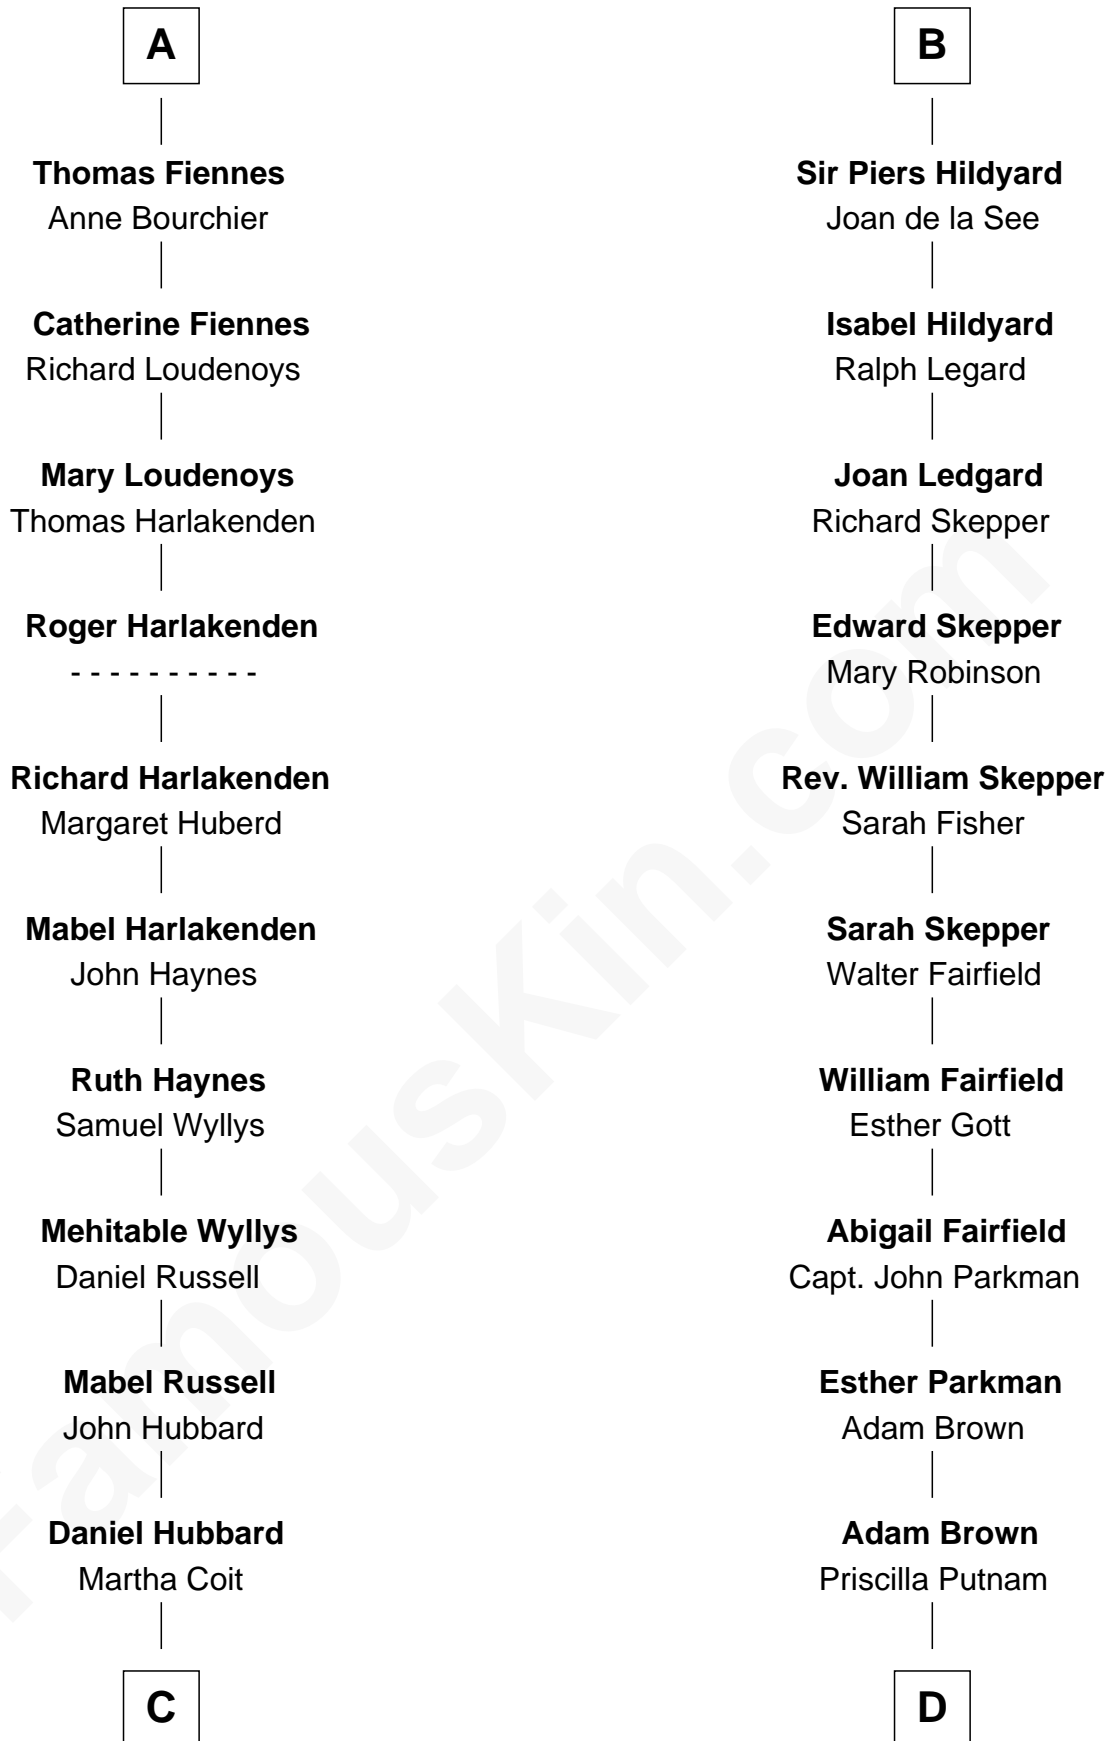 A
Thomas Fiennes
Anne Bourchier
Catherine Fiennes
Richard Loudenoys
Mary Loudenoys
Thomas Harlakenden
Roger Harlakenden
- - - - - - - - - -
Richard Harlakenden
Margaret Huberd
Mabel Harlakenden
John Haynes
Ruth Haynes
Samuel Wyllys
Mehitable Wyllys
Daniel Russell
Mabel Russell
John Hubbard
Daniel Hubbard
Martha Coit
C
B
Sir Piers Hildyard
Joan de la See
Isabel Hildyard
Ralph Legard
Joan Ledgard
Richard Skepper
Edward Skepper
Mary Robinson
Rev. William Skepper
Sarah Fisher
Sarah Skepper
Walter Fairfield
William Fairfield
Esther Gott
Abigail Fairfield
Capt. John Parkman
Esther Parkman
Adam Brown
Adam Brown
Priscilla Putnam
D
FamousKin.com